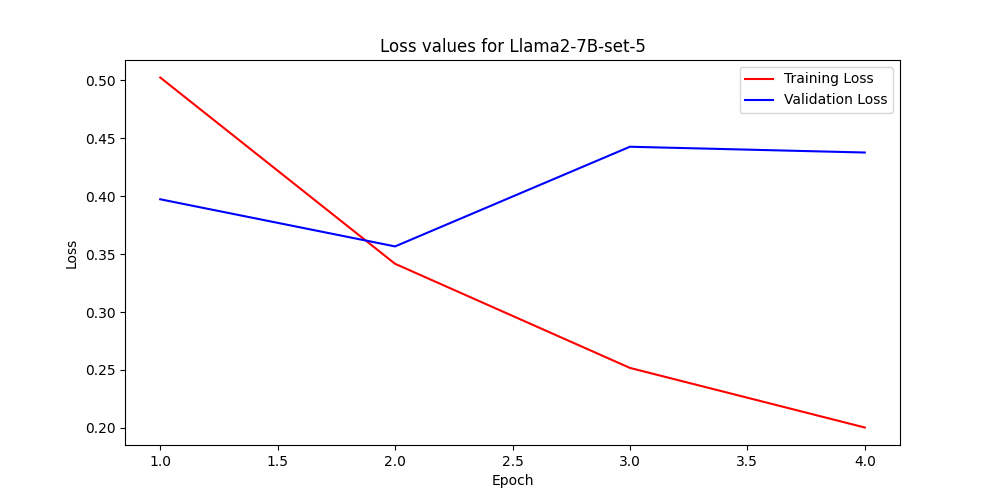 Loss values for Llama2-7B-set-5
Training Loss
Validation Loss
0.50
0.45
0.40
0.35
0.30
0.25
0.20
Loss
1.0 1.5 2.0 2.5 3.0 3.5 4.0
Epoch